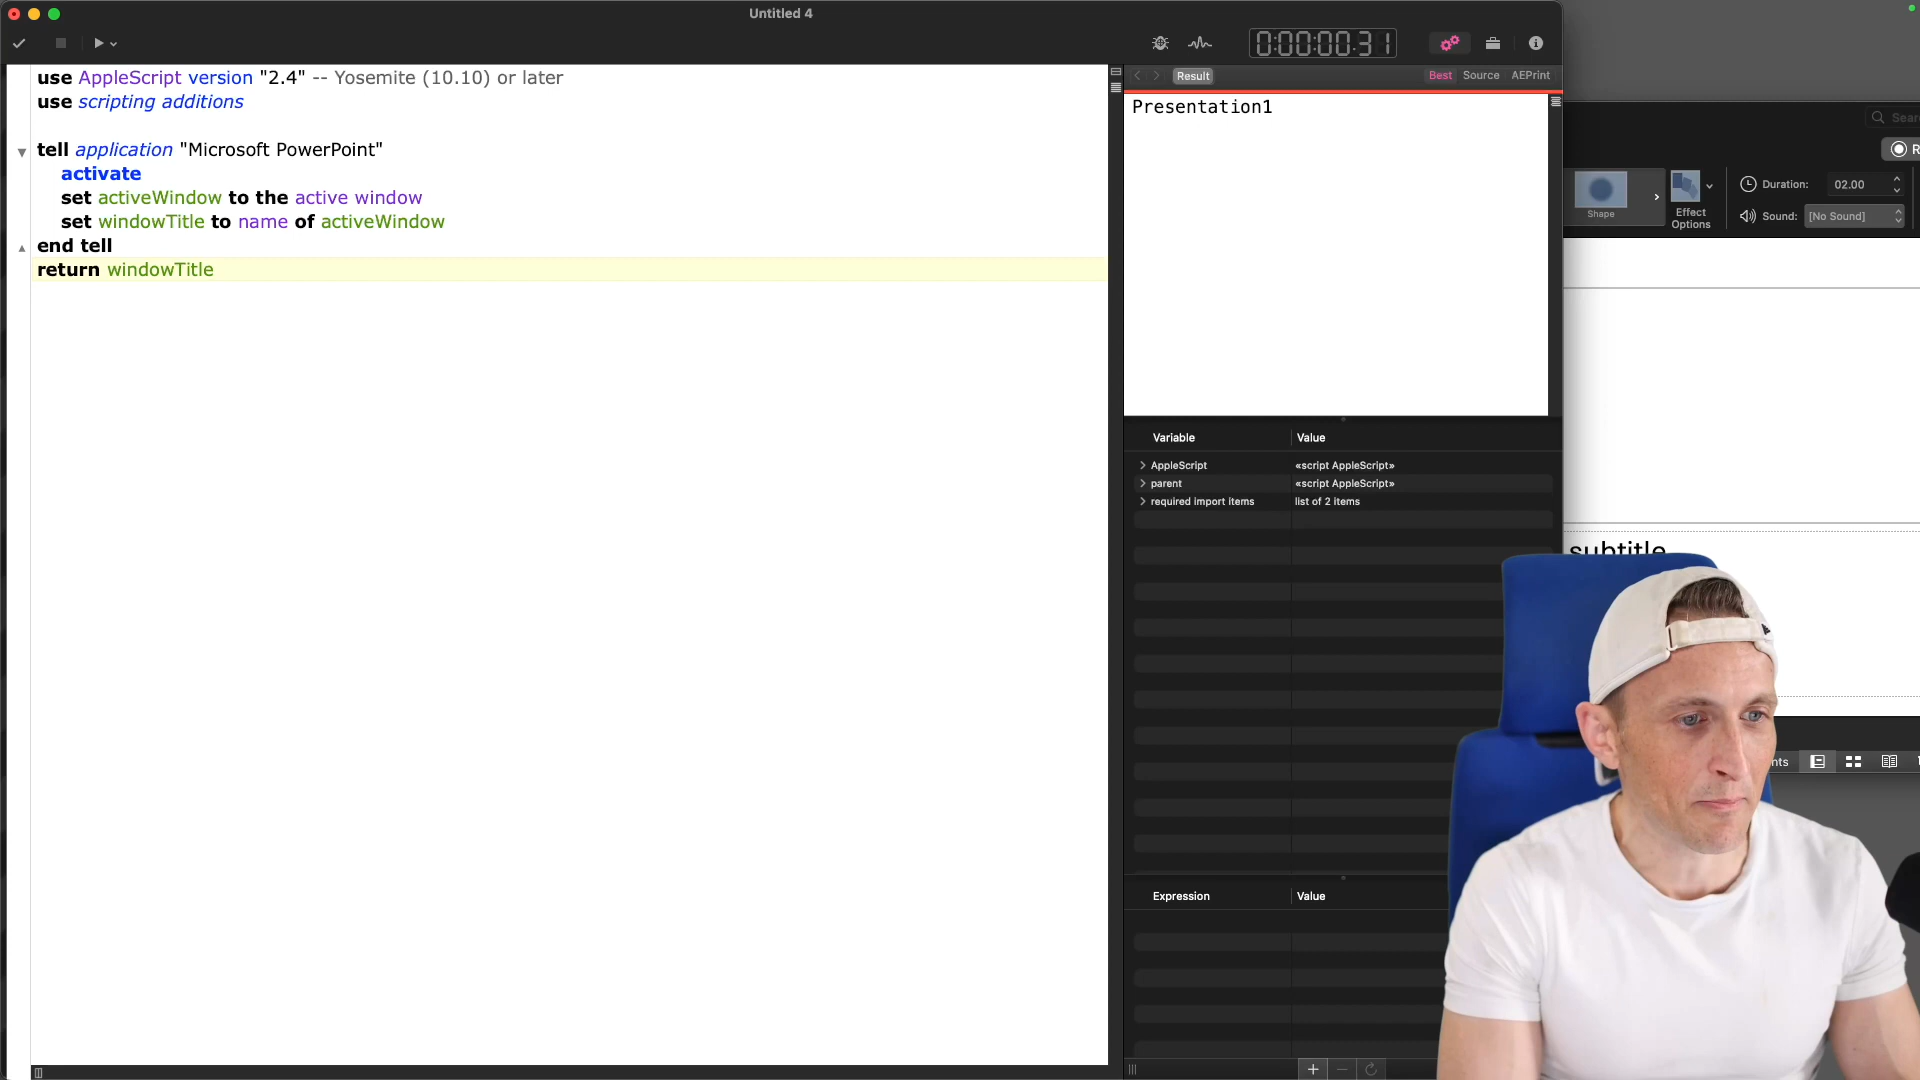 Untitled 4
0:00:00.31
use AppleScript version "2.4" -- Yosemite (10.10) or later
use scripting additions
tell application "Microsoft PowerPoint"
activate
set activeWindow to the active window
set windowTitle to name of activeWindow
end tell
return windowTitle
Result
Best Source AEPrint
Presentation1
Variable Value
AppleScript «script AppleScript»
parent «script AppleScript»
required import items list of 2 items
Expression Value
Shape
Effect
Options
Duration: 02.00
Sound: [No Sound]
subtitle